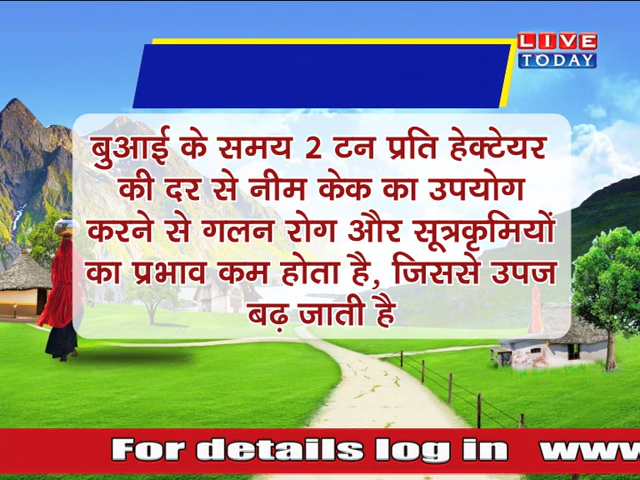 LIVE
TODAY
बुआई के समय 2 टन प्रति हेक्टेयर
की दर से नीम केक का उपयोग
करने से गलन रोग और सूत्रकृमियों
का प्रभाव कम होता है, जिससे उपज
बढ़ जाती है
For details log in www